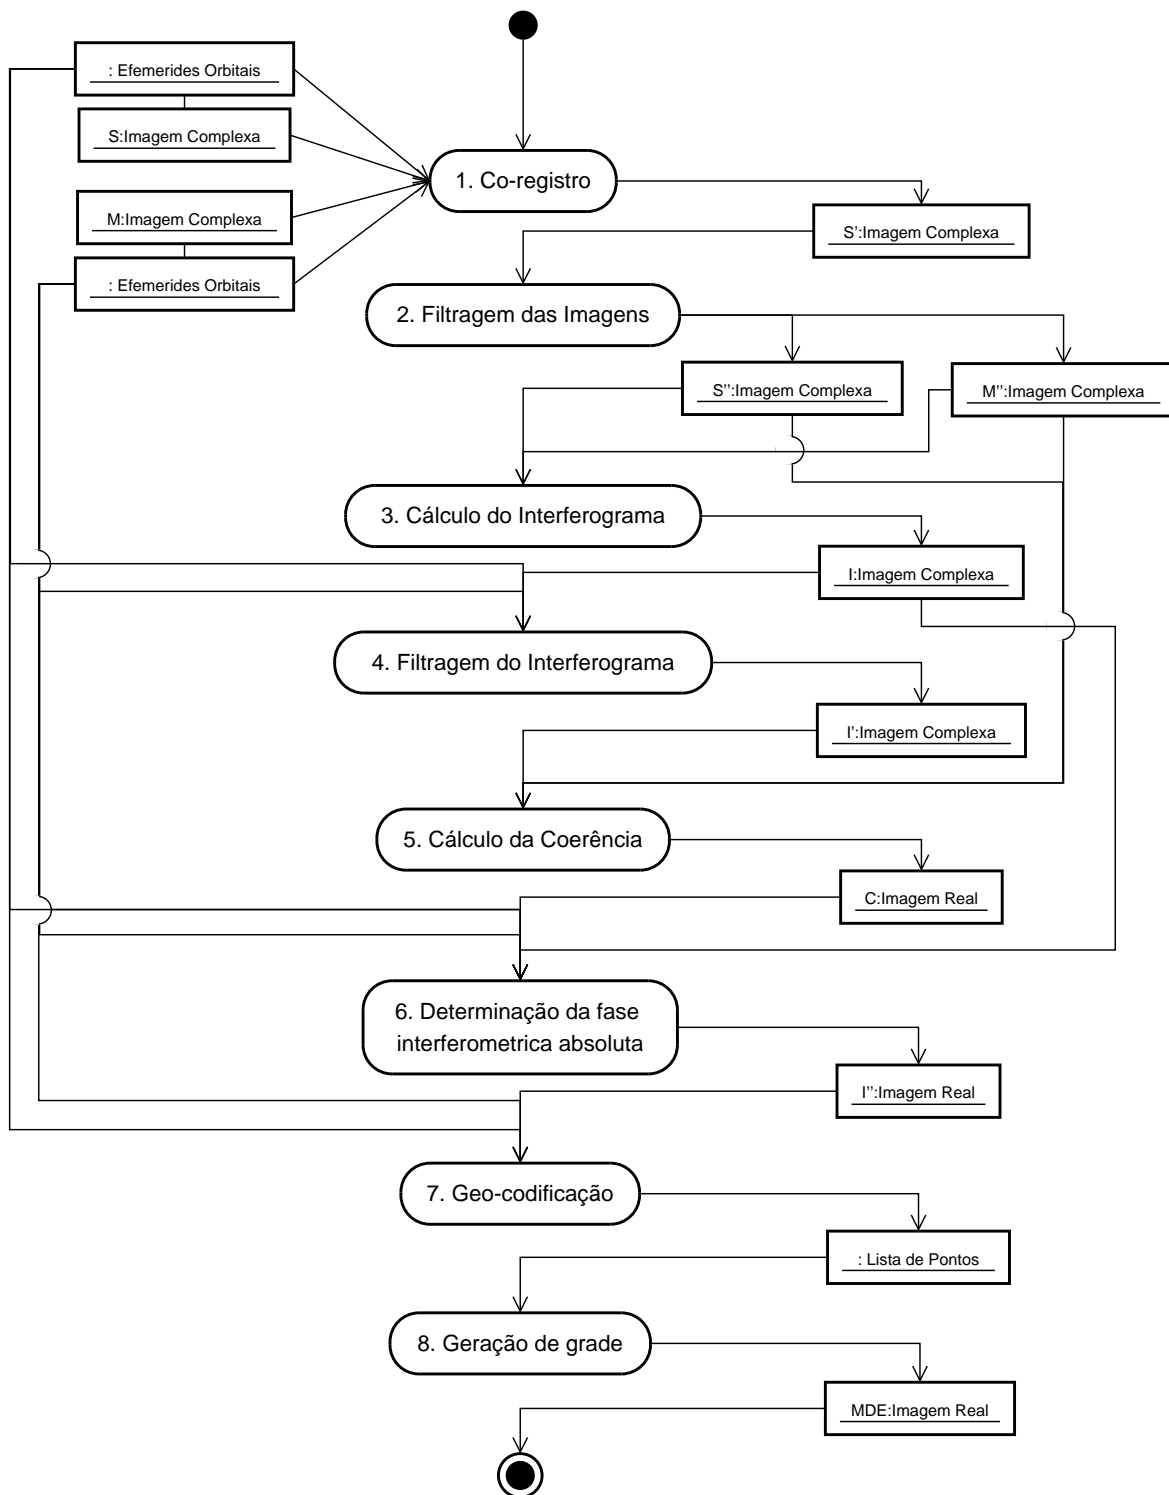 : Efemerides Orbitais
S:Imagem Complexa
1. Co-registro
M:Imagem Complexa
S':Imagem Complexa
: Efemerides Orbitais
2. Filtragem das Imagens
S'':Imagem Complexa
M'':Imagem Complexa
3. Cálculo do Interferograma
I:Imagem Complexa
4. Filtragem do Interferograma
I':Imagem Complexa
5. Cálculo da Coerência
C:Imagem Real
6. Determinação da fase
interferometrica absoluta
I'':Imagem Real
7. Geo-codificação
: Lista de Pontos
8. Geração de grade
MDE:Imagem Real